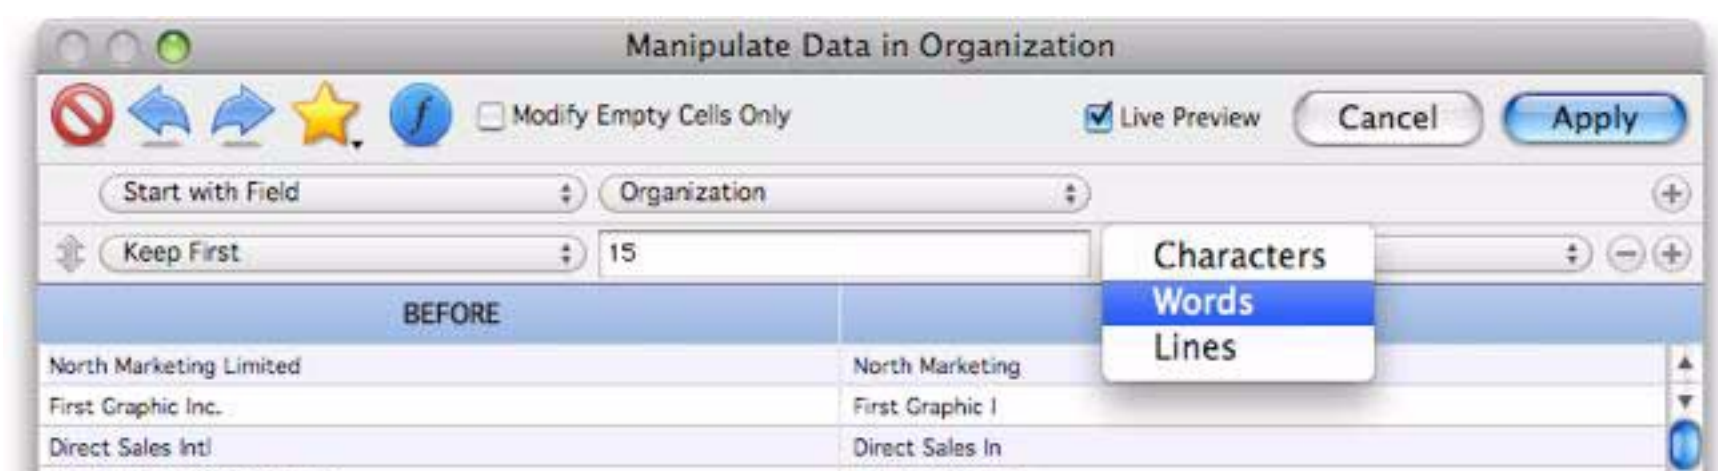 Manipulate Data in Organization
Modify Empty Cells Only Live Preview Cancel Apply
Start with Field Organization
Keep First 15 Characters
BEFORE Words
Lines
North Marketing Limited North Marketing
First Graphic Inc. First Graphic I
Direct Sales Intl Direct Sales In